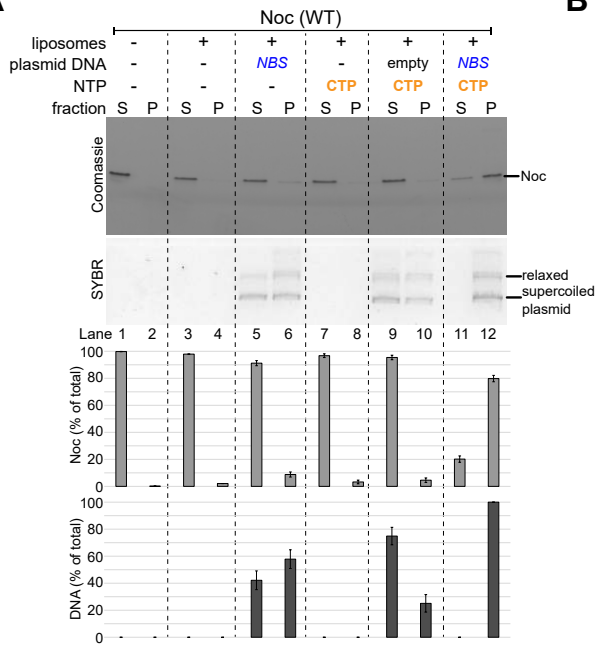 B
Noc (WT)
liposomes - + + + + +
plasmid DNA - - NBS - empty NBS
NTP - - - CTP CTP CTP
fraction S P S P S P S P S P S P
Coomassie
Noc
SYBR
relaxed
supercoiled
plasmid
Lane 1 2 3 4 5 6 7 8 9 10 11 12
Noc (% of total)
100
80
60
40
20
0
DNA (% of total)
100
80
60
40
20
0